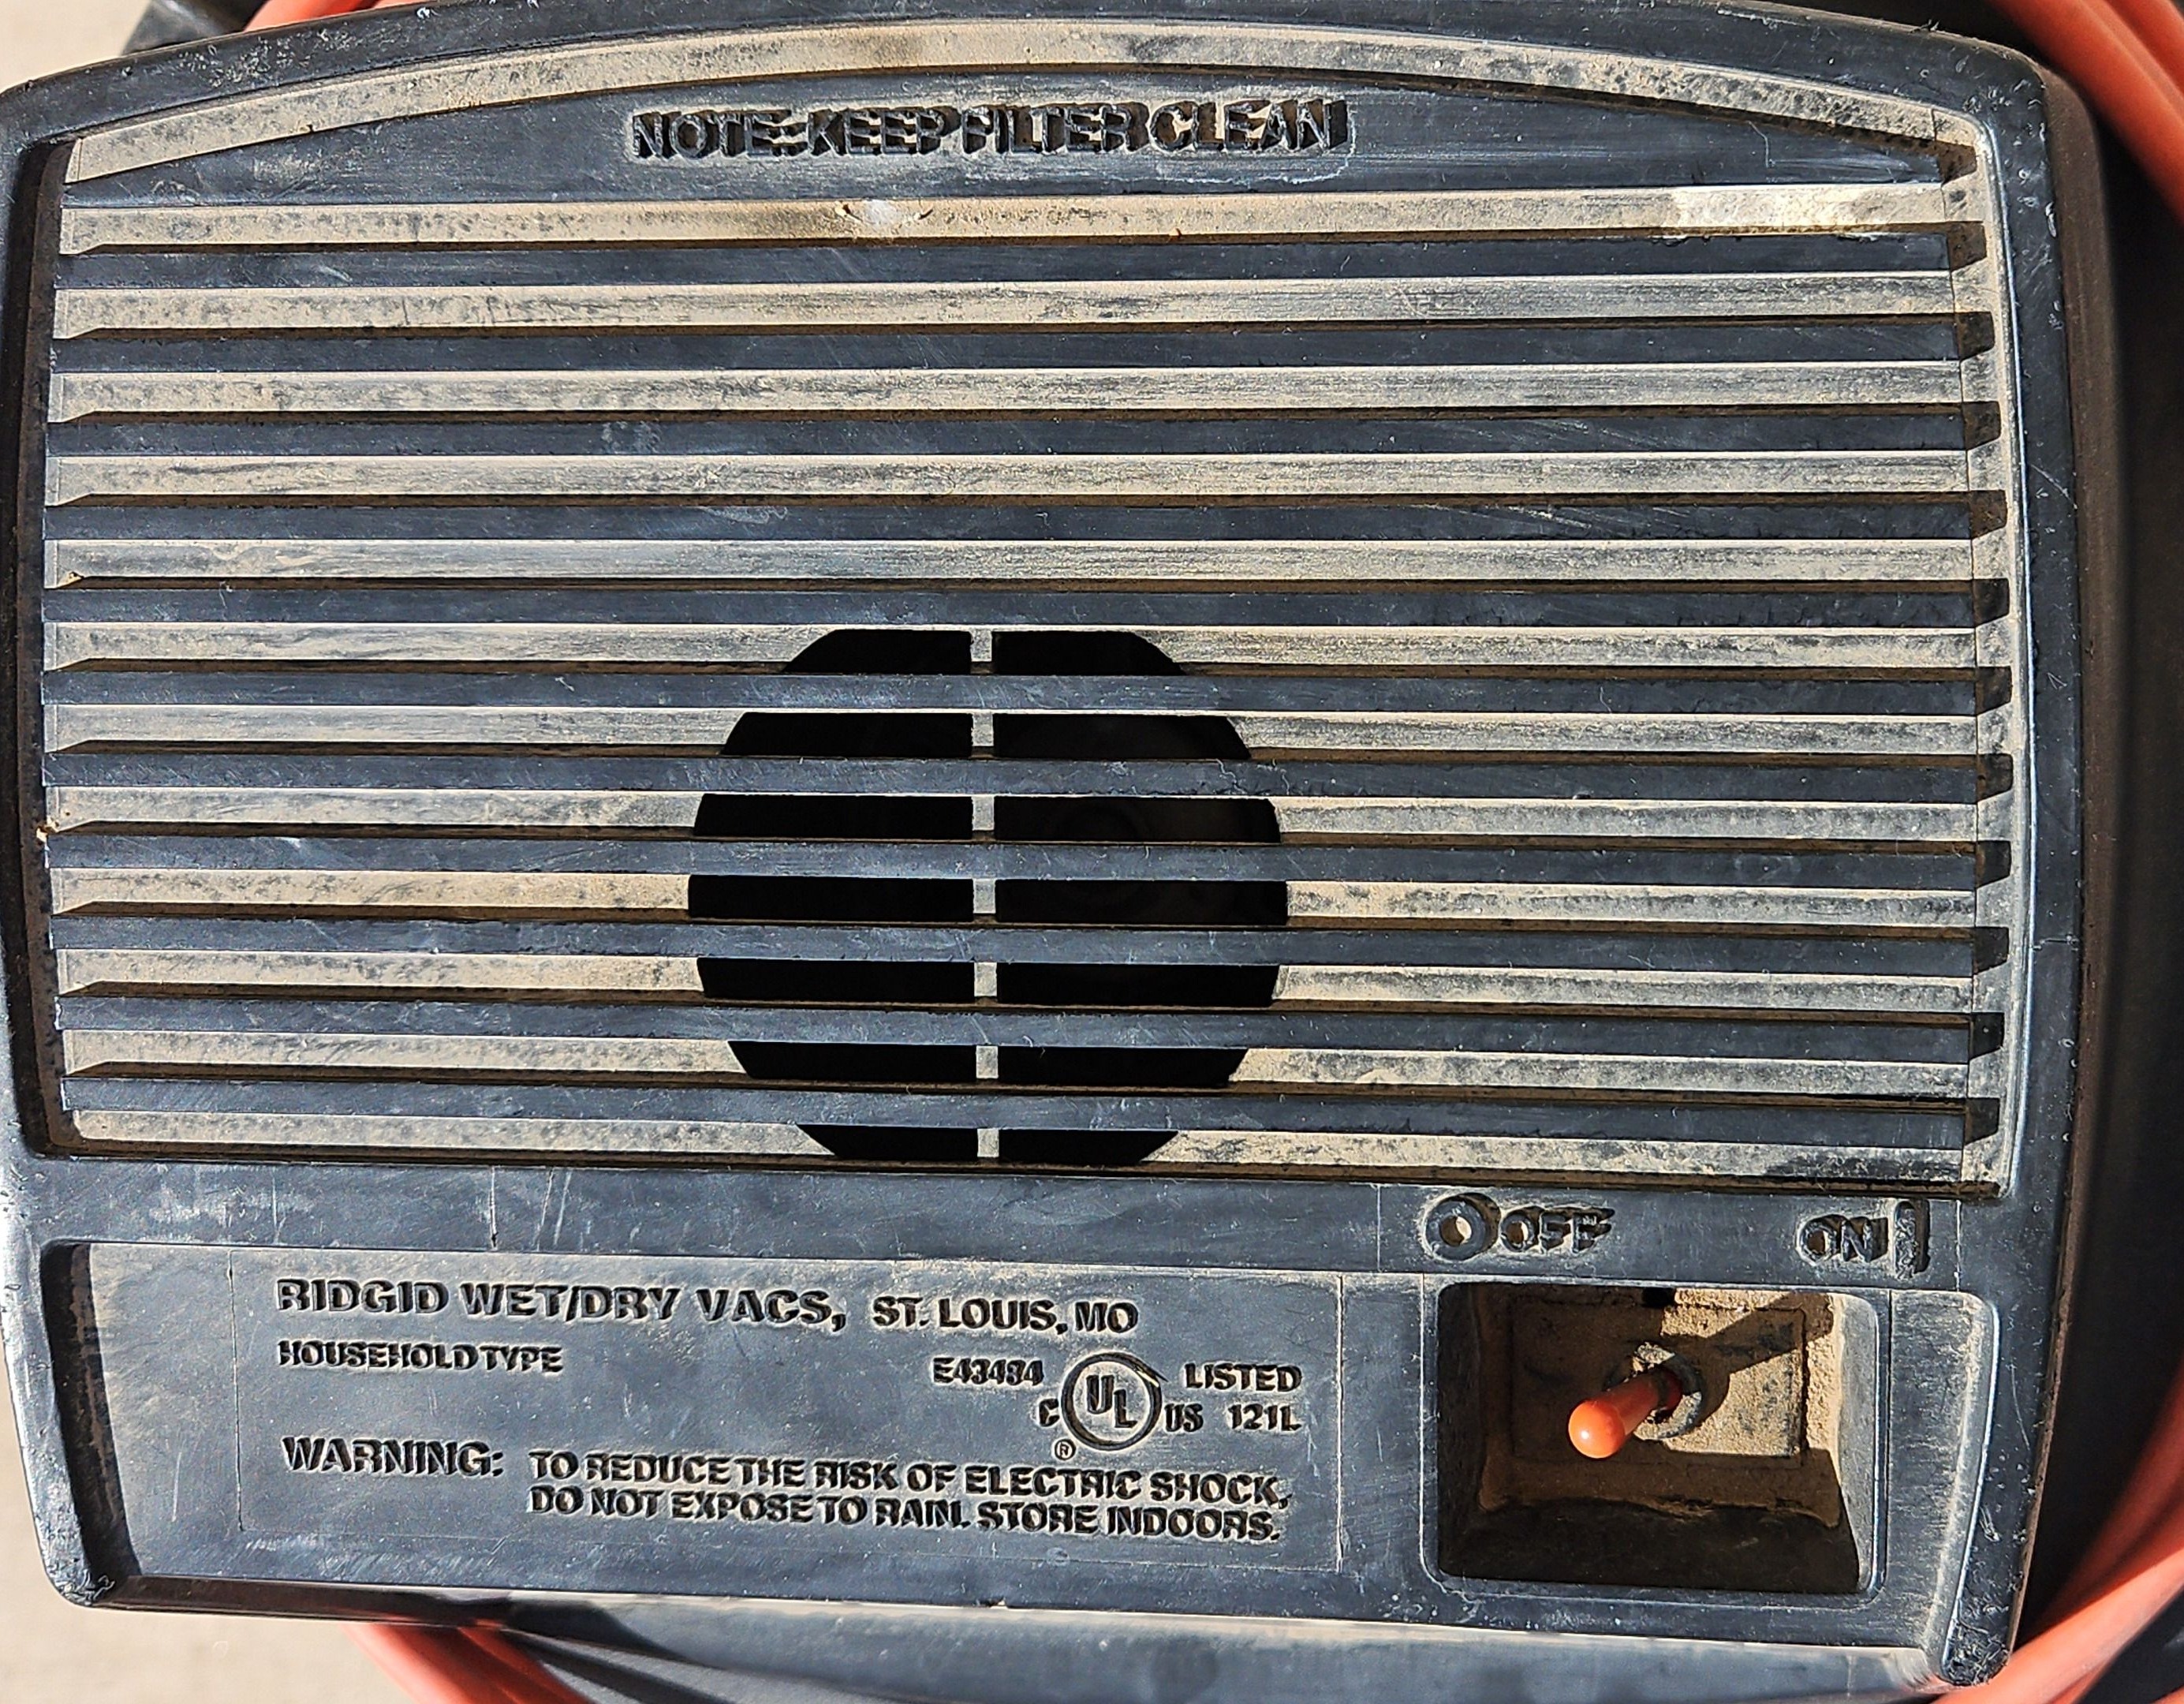 NOTE: KEEP FILTER CLEAN
O OFF ON I
RIDGID WET/DRY VACS, ST. LOUIS, MO
HOUSEHOLD TYPE
E43484 LISTED
C UL US 121L
®
WARNING: TO REDUCE THE RISK OF ELECTRIC SHOCK,
DO NOT EXPOSE TO RAIN. STORE INDOORS.